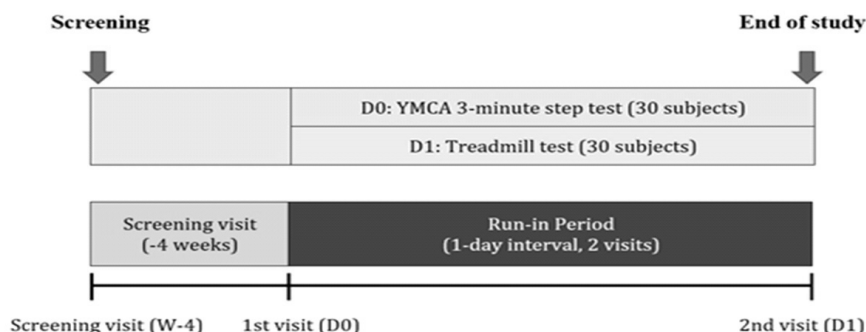 Screening
End of study
D0: YMCA 3-minute step test (30 subjects)
D1: Treadmill test (30 subjects)
Screening visit
(-4 weeks)
Run-in Period
(1-day interval, 2 visits)
Screening visit (W-4)
1st visit (D0)
2nd visit (D1)